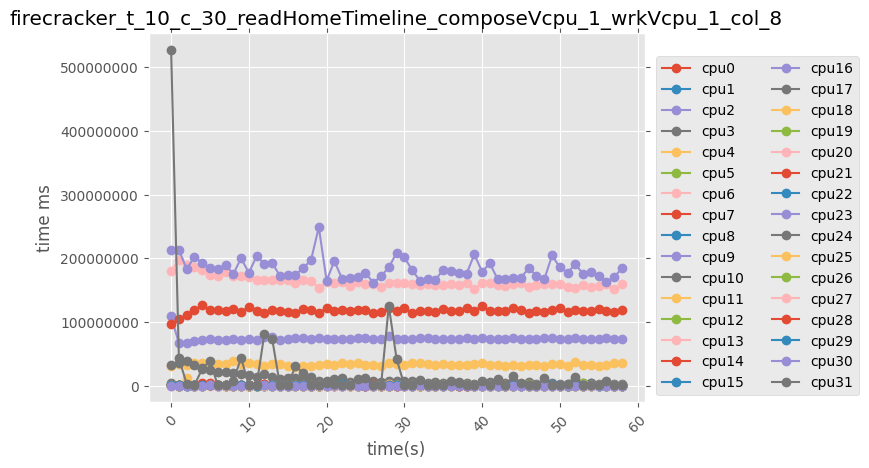 firecracker_t_10_c_30_readHomeTimeline_composeVcpu_1_wrkVcpu_1_col_8
500000000
400000000
300000000
200000000
100000000
0
time ms
0
10
20
30
40
50
60
time(s)
cpu0
cpu1
cpu2
cpu3
cpu4
cpu5
cpu6
cpu7
cpu8
cpu9
cpu10
cpu11
cpu12
cpu13
cpu14
cpu15
cpu16
cpu17
cpu18
cpu19
cpu20
cpu21
cpu22
cpu23
cpu24
cpu25
cpu26
cpu27
cpu28
cpu29
cpu30
cpu31